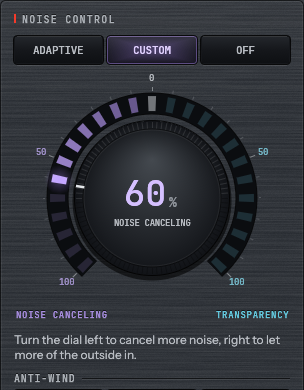 NOISE CONTROL
ADAPTIVE CUSTOM OFF
0
50 50
60%
NOISE CANCELING
100 100
NOISE CANCELING TRANSPARENCY
Turn the dial left to cancel more noise, right to let
more of the outside in.
ANTI-WIND